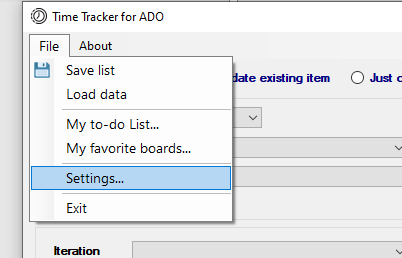 Time Tracker for ADO
File About
Save list
Load data
date existing item Just
My to-do List...
My favorite boards...
Settings...
Exit
Iteration